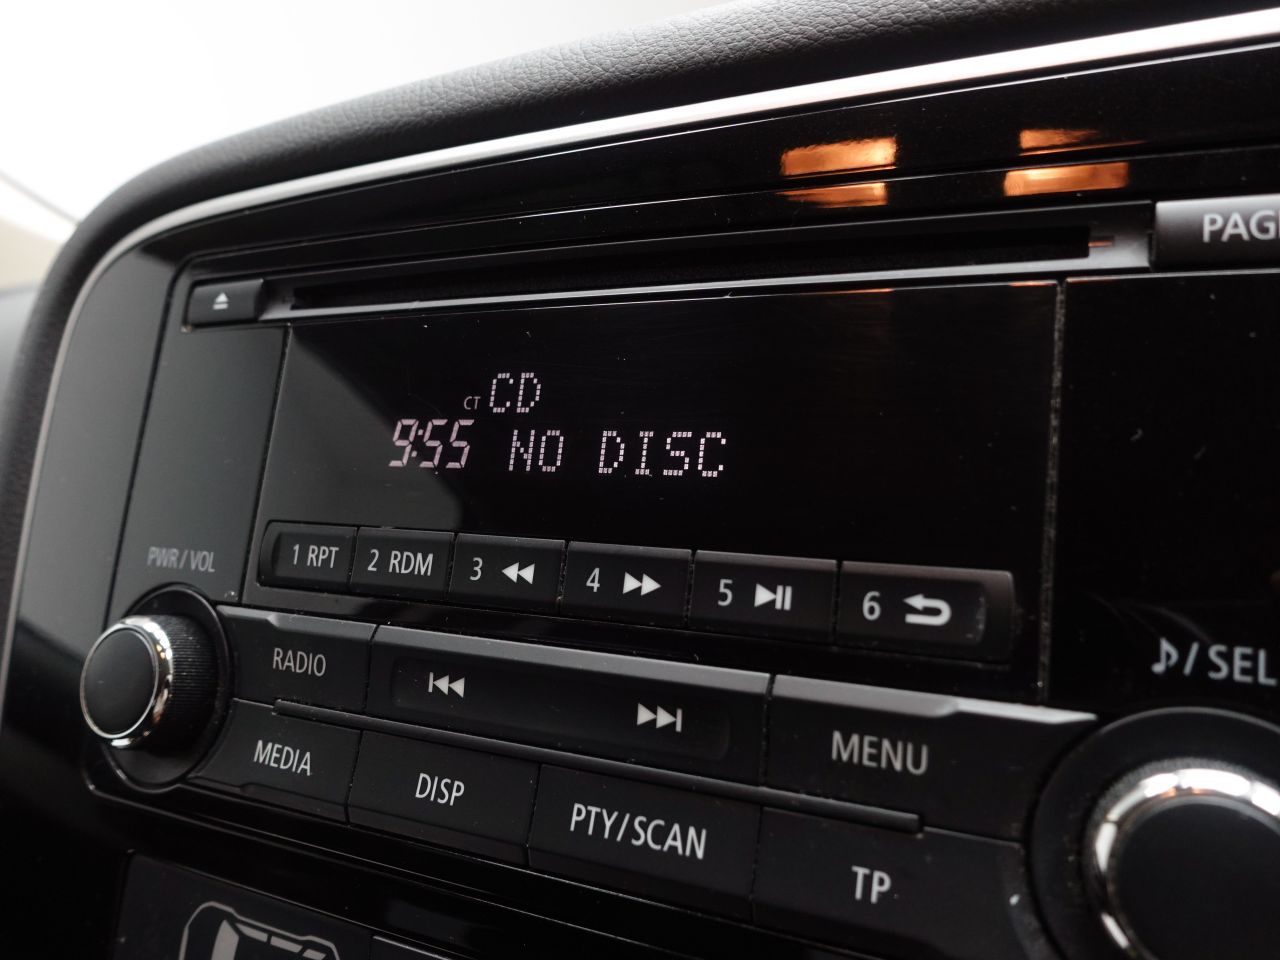 PAG
CT CD
9:55 NO DISC
PWR / VOL
1 RPT
2 RDM
3
4
5
6
/ SEL
RADIO
MENU
MEDIA
DISP
PTY/SCAN
TP